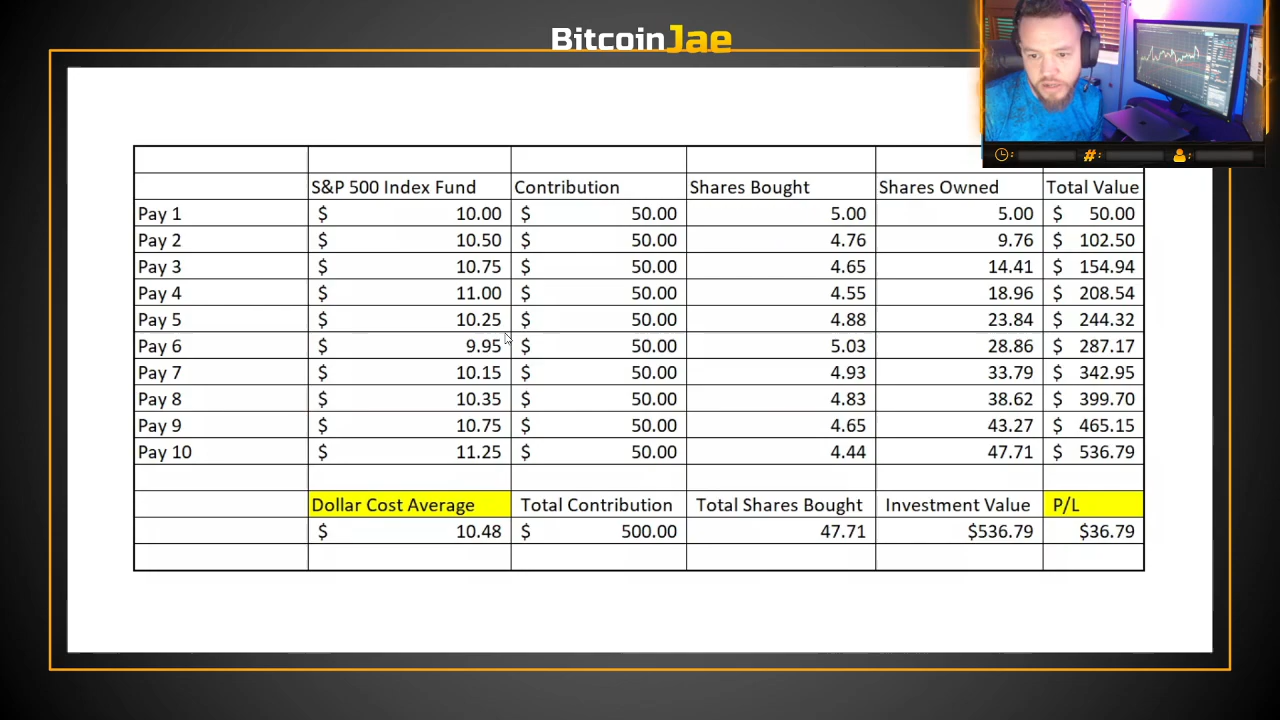 BitcoinJae
: #: :
S&P 500 Index Fund Contribution Shares Bought Shares Owned Total Value
Pay 1 $ 10.00 $ 50.00 5.00 5.00 $ 50.00
Pay 2 $ 10.50 $ 50.00 4.76 9.76 $ 102.50
Pay 3 $ 10.75 $ 50.00 4.65 14.41 $ 154.94
Pay 4 $ 11.00 $ 50.00 4.55 18.96 $ 208.54
Pay 5 $ 10.25 $ 50.00 4.88 23.84 $ 244.32
Pay 6 $ 9.95 $ 50.00 5.03 28.86 $ 287.17
Pay 7 $ 10.15 $ 50.00 4.93 33.79 $ 342.95
Pay 8 $ 10.35 $ 50.00 4.83 38.62 $ 399.70
Pay 9 $ 10.75 $ 50.00 4.65 43.27 $ 465.15
Pay 10 $ 11.25 $ 50.00 4.44 47.71 $ 536.79
Dollar Cost Average Total Contribution Total Shares Bought Investment Value P/L
$ 10.48 $ 500.00 47.71 $536.79 $36.79